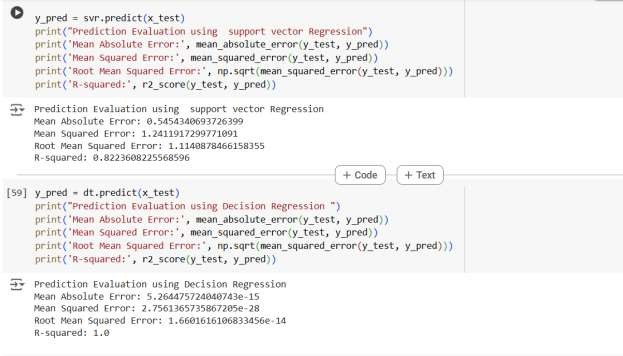 y_pred = svr.predict(x_test)
print("Prediction Evaluation using  support vector Regression")
print('Mean Absolute Error:', mean_absolute_error(y_test, y_pred))
print('Mean Squared Error:', mean_squared_error(y_test, y_pred))
print('Root Mean Squared Error:', np.sqrt(mean_squared_error(y_test, y_pred)))
print('R-squared:', r2_score(y_test, y_pred))
Prediction Evaluation using  support vector Regression
Mean Absolute Error: 0.5454340693726399
Mean Squared Error: 1.2411917299771091
Root Mean Squared Error: 1.1140878466158355
R-squared: 0.8223608225568596
+ Code + Text
[59] y_pred = dt.predict(x_test)
print("Prediction Evaluation using Decision Regression ")
print('Mean Absolute Error:', mean_absolute_error(y_test, y_pred))
print('Mean Squared Error:', mean_squared_error(y_test, y_pred))
print('Root Mean Squared Error:', np.sqrt(mean_squared_error(y_test, y_pred)))
print('R-squared:', r2_score(y_test, y_pred))
Prediction Evaluation using Decision Regression
Mean Absolute Error: 5.264475724040743e-15
Mean Squared Error: 2.7561365735867205e-28
Root Mean Squared Error: 1.6601616106833456e-14
R-squared: 1.0